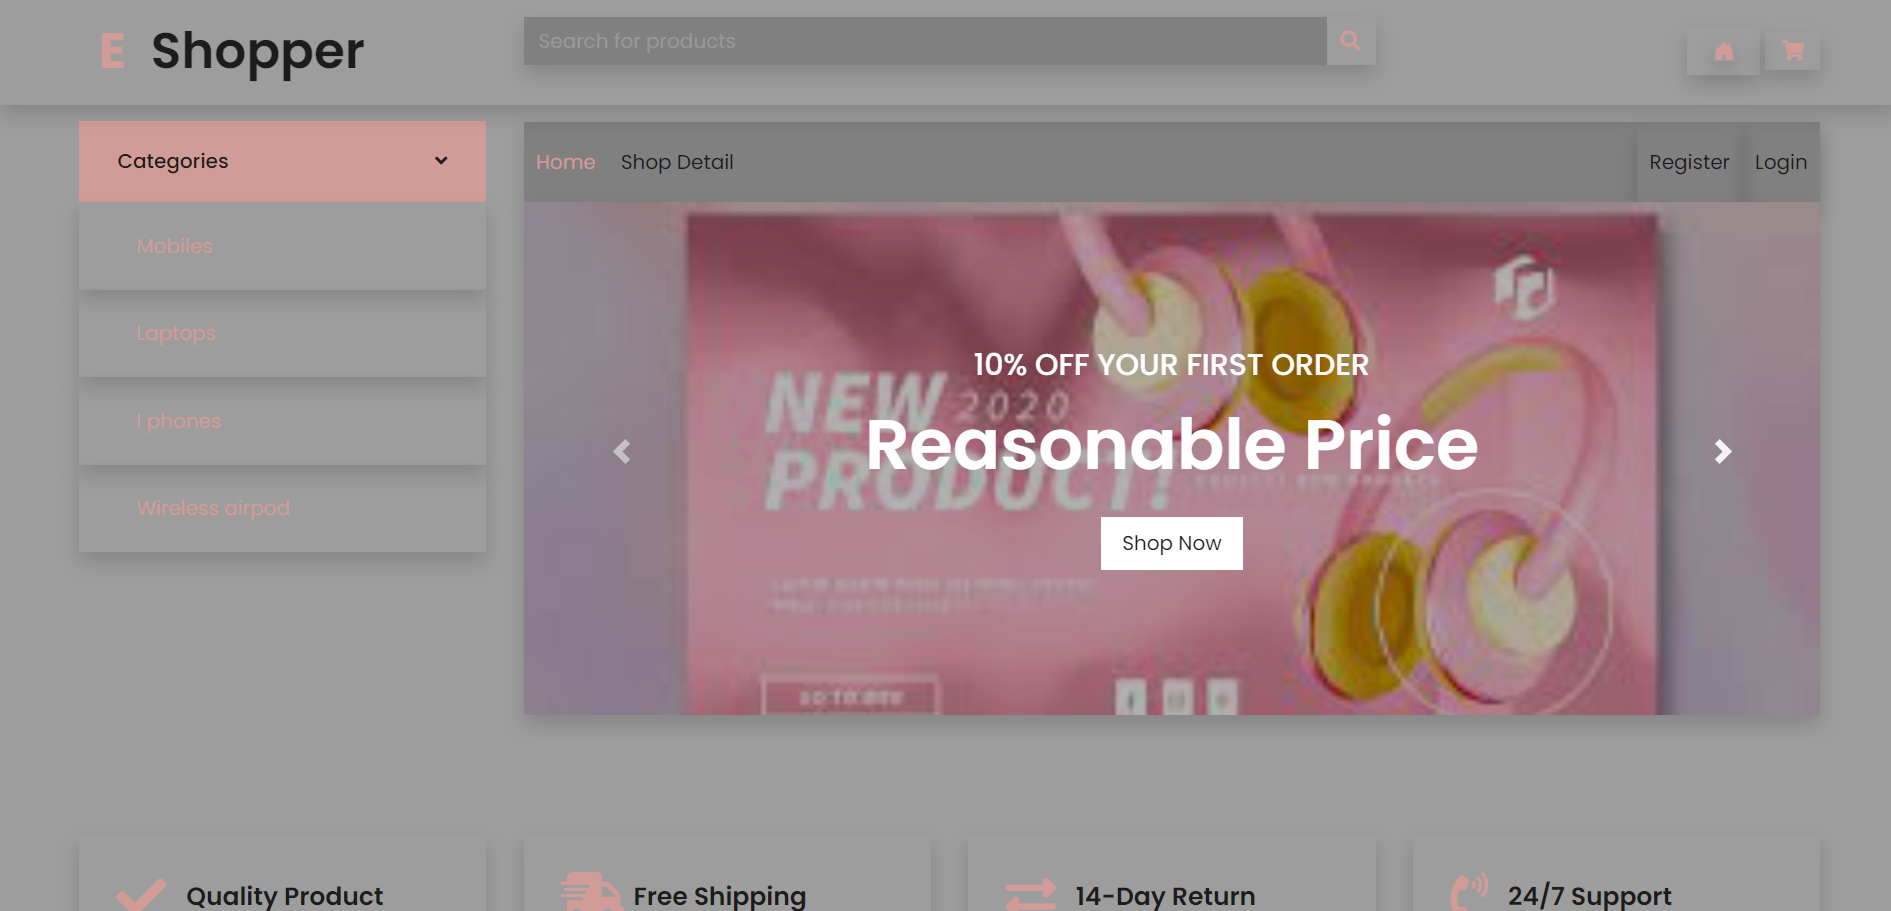 E Shopper
Search for products
Categories
Home Shop Detail Register Login
Mobiles
Laptops
I phones
Wireless airpod
10% OFF YOUR FIRST ORDER
NEW 2020
Reasonable Price
PRODUCT!
Shop Now
Quality Product
Free Shipping
14-Day Return
24/7 Support